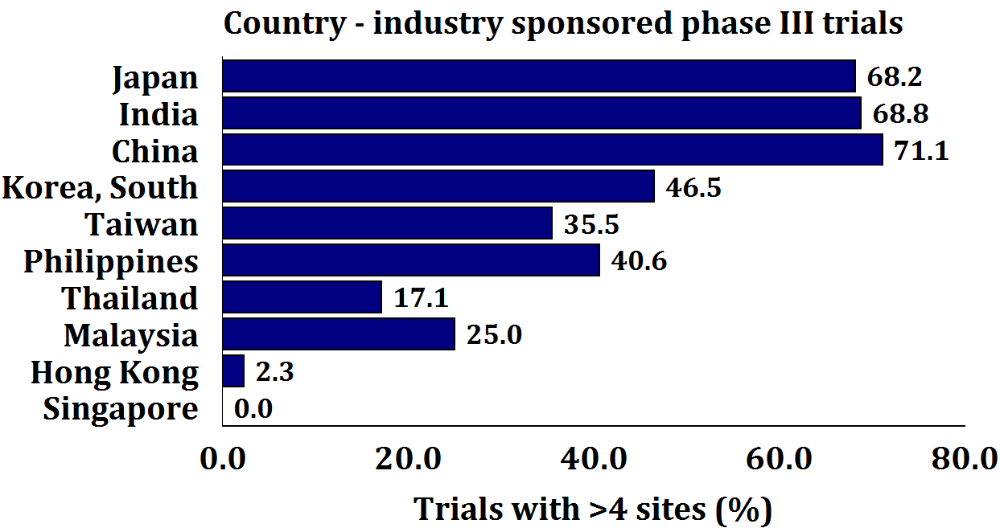 Country - industry sponsored phase III trials
Japan 68.2
India 68.8
China 71.1
Korea, South 46.5
Taiwan 35.5
Philippines 40.6
Thailand 17.1
Malaysia 25.0
Hong Kong 2.3
Singapore 0.0
0.0 20.0 40.0 60.0 80.0
Trials with >4 sites (%)